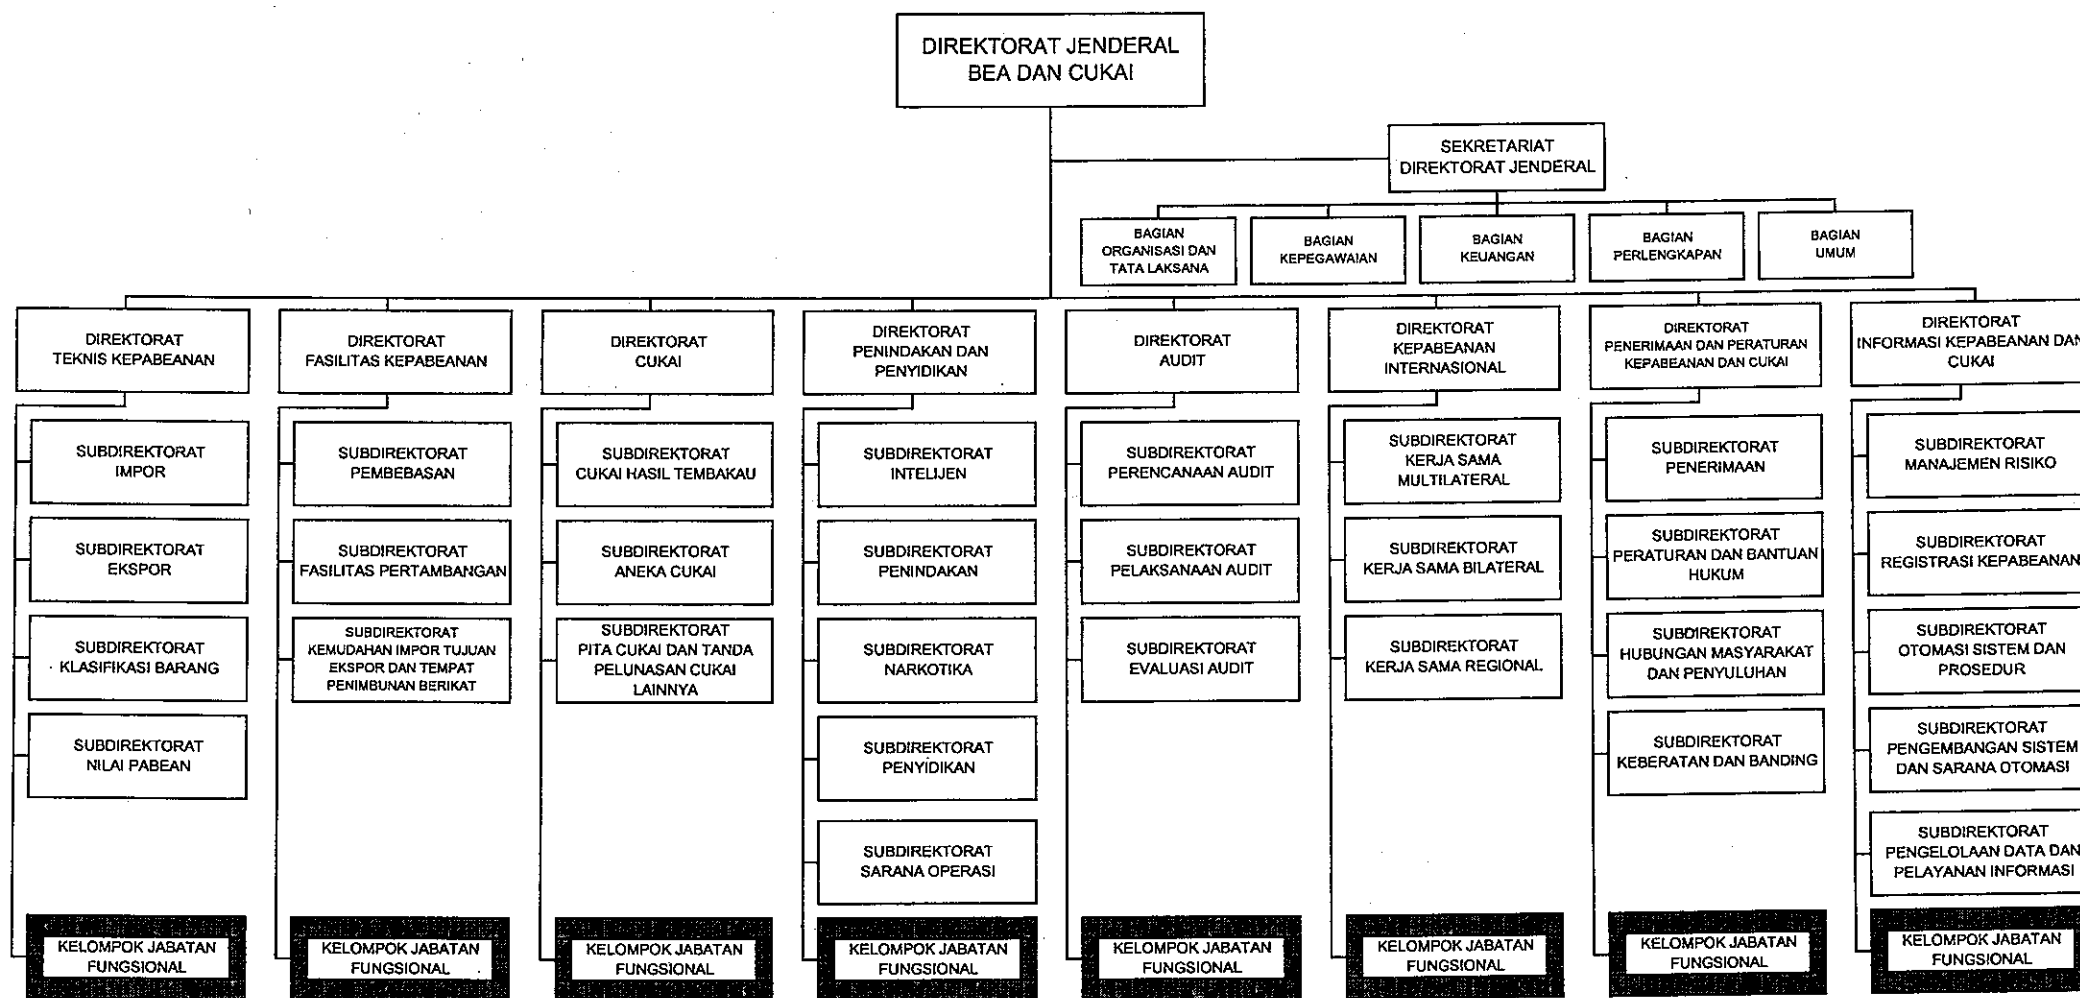 DIREKTORAT JENDERAL
BEA DAN CUKAI
SEKRETARIAT
DIREKTORAT JENDERAL
BAGIAN
ORGANISASI DAN
TATA LAKSANA
BAGIAN
KEPEGAWAIAN
BAGIAN
KEUANGAN
BAGIAN
PERLENGKAPAN
BAGIAN
UMUM
DIREKTORAT
TEKNIS KEPABEANAN
SUBDIREKTORAT
IMPOR
SUBDIREKTORAT
EKSPOR
SUBDIREKTORAT
KLASIFIKASI BARANG
SUBDIREKTORAT
NILAI PABEAN
KELOMPOK JABATAN
FUNGSIONAL
DIREKTORAT
FASILITAS KEPABEANAN
SUBDIREKTORAT
PEMBEBASAN
SUBDIREKTORAT
FASILITAS PERTAMBANGAN
SUBDIREKTORAT
KEMUDAHAN IMPOR TUJUAN
EKSPOR DAN TEMPAT
PENIMBUNAN BERIKAT
KELOMPOK JABATAN
FUNGSIONAL
DIREKTORAT
CUKAI
SUBDIREKTORAT
CUKAI HASIL TEMBAKAU
SUBDIREKTORAT
ANEKA CUKAI
SUBDIREKTORAT
PITA CUKAI DAN TANDA
PELUNASAN CUKAI
LAINNYA
KELOMPOK JABATAN
FUNGSIONAL
DIREKTORAT
PENINDAKAN DAN
PENYIDIKAN
SUBDIREKTORAT
INTELIJEN
SUBDIREKTORAT
PENINDAKAN
SUBDIREKTORAT
NARKOTIKA
SUBDIREKTORAT
PENYIDIKAN
SUBDIREKTORAT
SARANA OPERASI
KELOMPOK JABATAN
FUNGSIONAL
DIREKTORAT
AUDIT
SUBDIREKTORAT
PERENCANAAN AUDIT
SUBDIREKTORAT
PELAKSANAAN AUDIT
SUBDIREKTORAT
EVALUASI AUDIT
KELOMPOK JABATAN
FUNGSIONAL
DIREKTORAT
KEPABEANAN
INTERNASIONAL
SUBDIREKTORAT
KERJA SAMA
MULTILATERAL
SUBDIREKTORAT
KERJA SAMA BILATERAL
SUBDIREKTORAT
KERJA SAMA REGIONAL
KELOMPOK JABATAN
FUNGSIONAL
DIREKTORAT
PENERIMAAN DAN PERATURAN
KEPABEANAN DAN CUKAI
SUBDIREKTORAT
PENERIMAAN
SUBDIREKTORAT
PERATURAN DAN BANTUAN
HUKUM
SUBDIREKTORAT
HUBUNGAN MASYARAKAT
DAN PENYULUHAN
SUBDIREKTORAT
KEBERATAN DAN BANDING
KELOMPOK JABATAN
FUNGSIONAL
DIREKTORAT
INFORMASI KEPABEANAN DAN
CUKAI
SUBDIREKTORAT
MANAJEMEN RISIKO
SUBDIREKTORAT
REGISTRASI KEPABEANAN
SUBDIREKTORAT
OTOMASI SISTEM DAN
PROSEDUR
SUBDIREKTORAT
PENGEMBANGAN SISTEM
DAN SARANA OTOMASI
SUBDIREKTORAT
PENGELOLAAN DATA DAN
PELAYANAN INFORMASI
KELOMPOK JABATAN
FUNGSIONAL